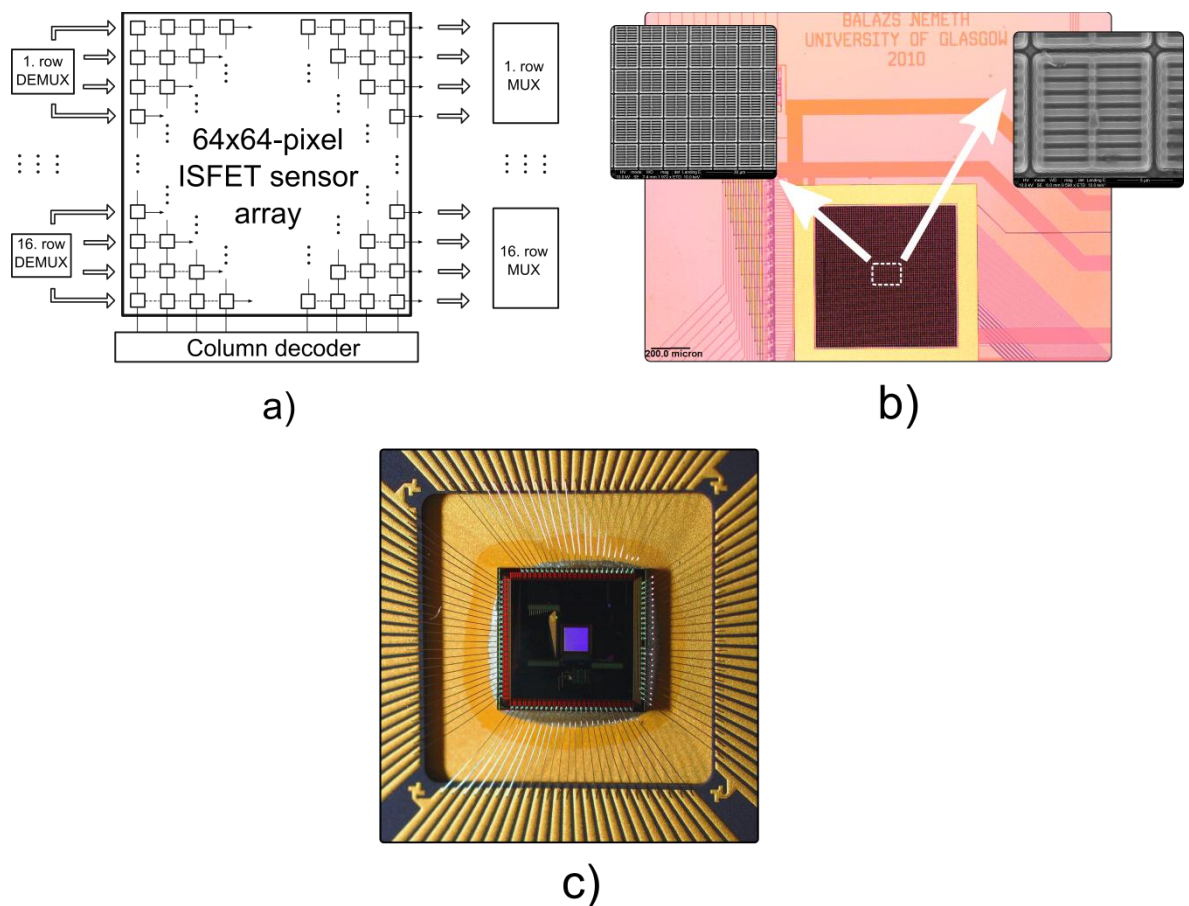 1. row
DEMUX
64x64-pixel
ISFET sensor
array
1. row
MUX
16. row
DEMUX
16. row
MUX
Column decoder
a)
BALAZS NEMETH
UNIVERSITY OF GLASGOW
2010
200.0 micron
b)
c)